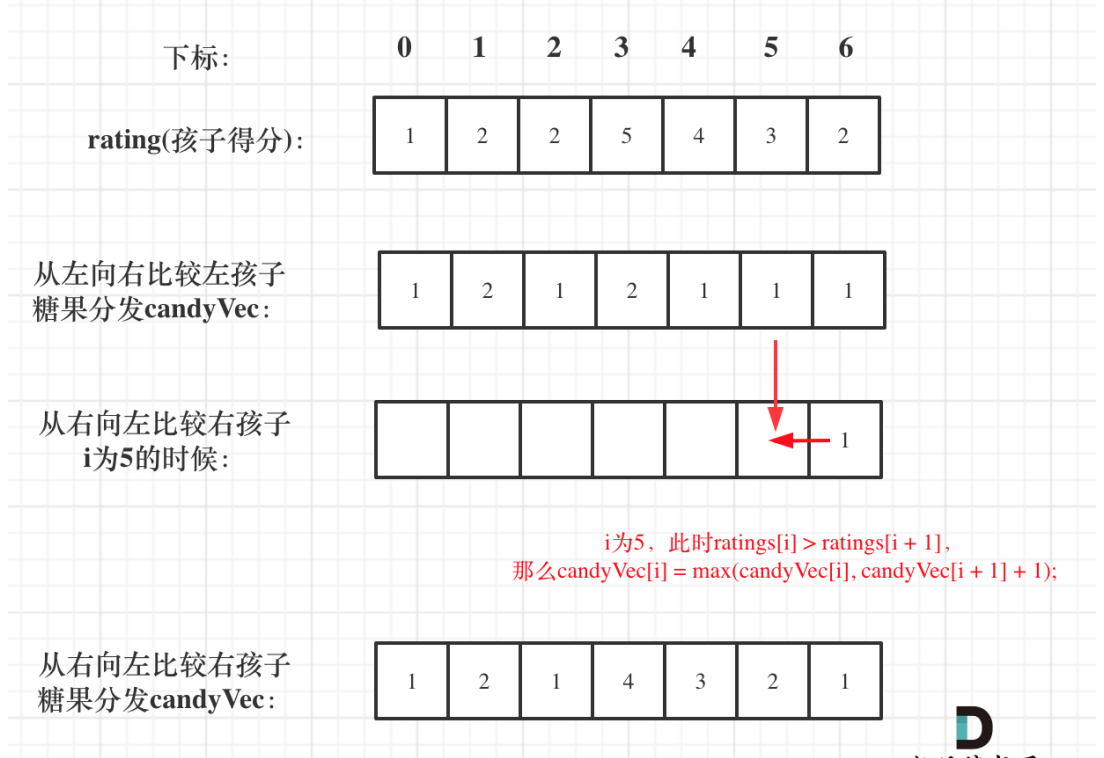 下标: 0 1 2 3 4 5 6
rating(孩子得分): 1 2 2 5 4 3 2
从左向右比较左孩子
糖果分发candyVec: 1 2 1 2 1 1 1
从右向左比较右孩子
i为5的时候: 1
i为5，此时ratings[i] > ratings[i + 1]，
那么candyVec[i] = max(candyVec[i], candyVec[i + 1] + 1);
从右向左比较右孩子
糖果分发candyVec: 1 2 1 4 3 2 1